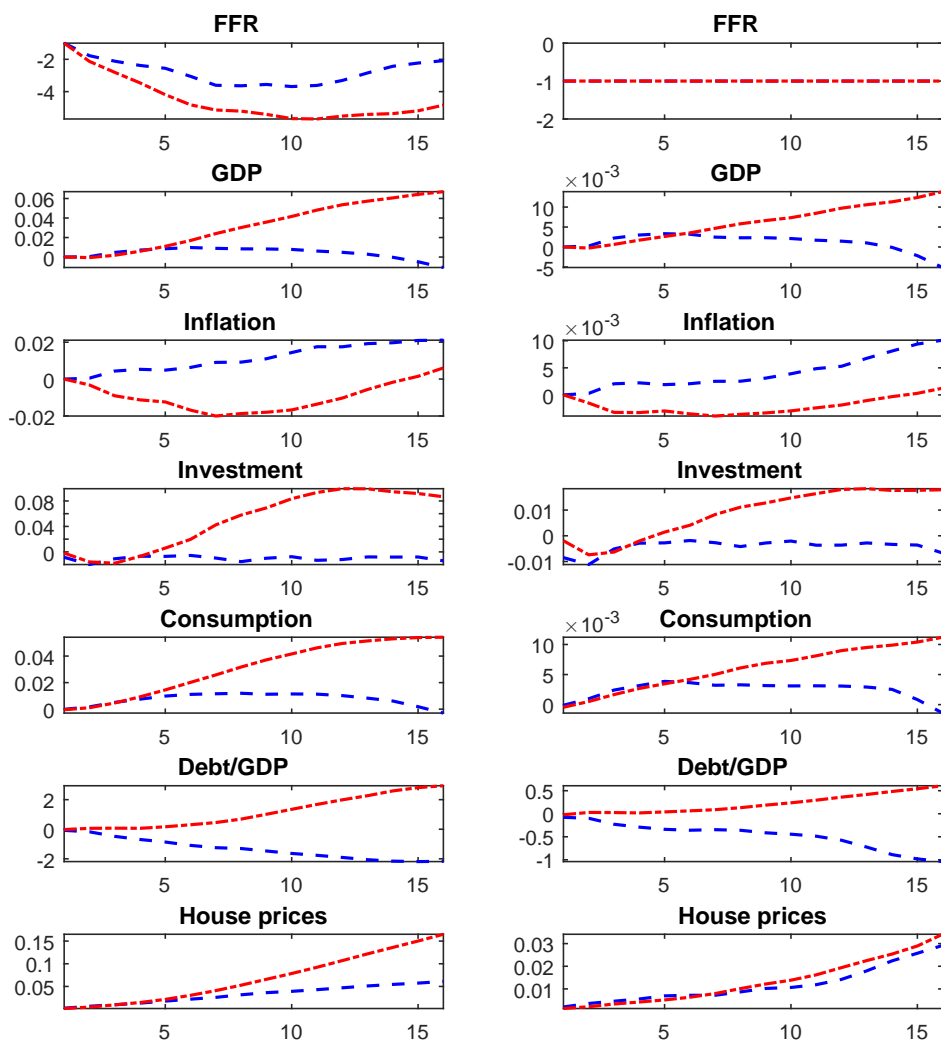 FFR
-2
-4
5 10 15
FFR
0
-1
-2
5 10 15
GDP
0.06
0.04
0.02
0
5 10 15
GDP
×10⁻³
10
5
0
-5
5 10 15
Inflation
0.02
0
-0.02
5 10 15
Inflation
×10⁻³
10
5
0
5 10 15
Investment
0.08
0.04
0
5 10 15
Investment
0.01
0
-0.01
5 10 15
Consumption
0.04
0.02
0
5 10 15
Consumption
×10⁻³
10
5
0
5 10 15
Debt/GDP
2
0
-2
5 10 15
Debt/GDP
0.5
0
-0.5
-1
5 10 15
House prices
0.15
0.1
0.05
5 10 15
House prices
0.03
0.02
0.01
5 10 15